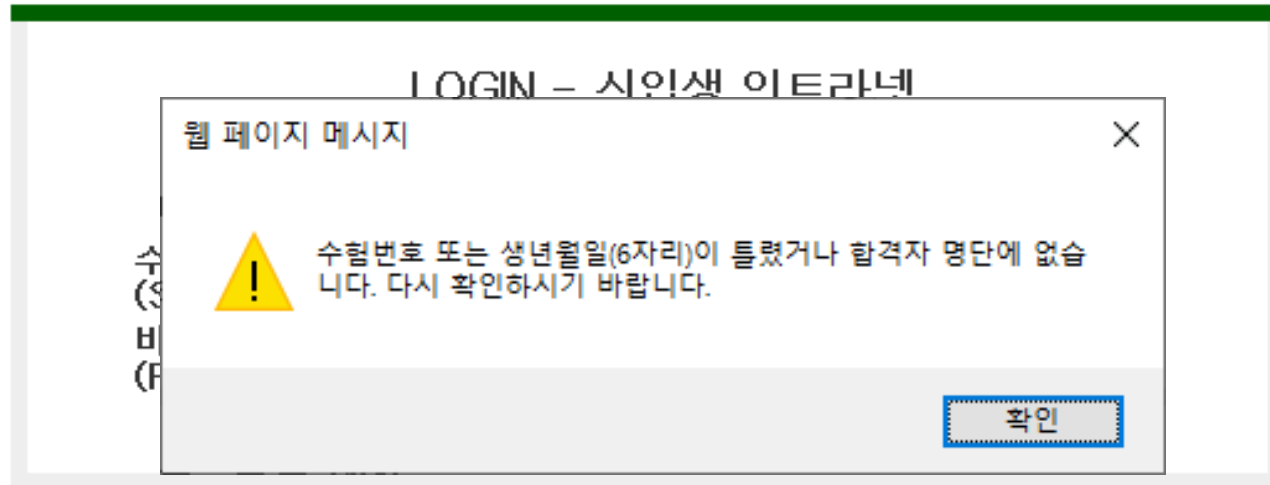 LOGIN – 신인생 인트라넷
웹 페이지 메시지
수험번호 또는 생년월일(6자리)이 틀렸거나 합격자 명단에 없습
니다. 다시 확인하시기 바랍니다.
수
(S
비
(P
확인